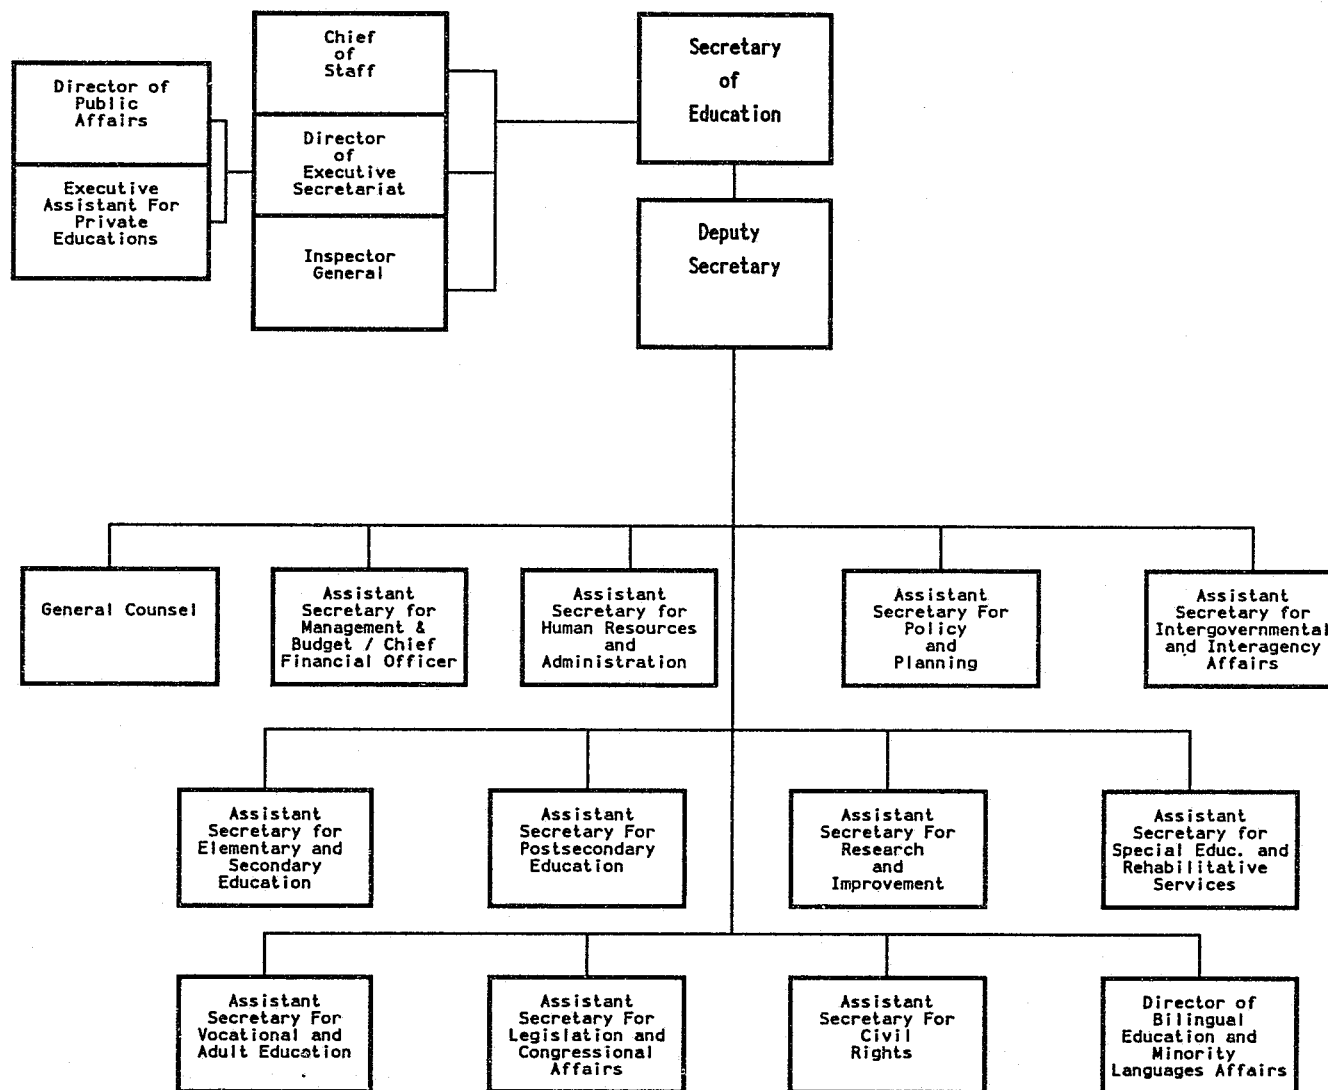 Chief
of
Staff
Secretary
of
Education
Director of
Public
Affairs
Director
of
Executive
Secretariat
Executive
Assistant For
Private
Educations
Inspector
General
Deputy
Secretary
General Counsel
Assistant
Secretary for
Management &
Budget / Chief
Financial Officer
Assistant
Secretary for
Human Resources
and
Administration
Assistant
Secretary For
Policy
and
Planning
Assistant
Secretary for
Intergovernmental
and Interagency
Affairs
Assistant
Secretary for
Elementary and
Secondary
Education
Assistant
Secretary For
Postsecondary
Education
Assistant
Secretary For
Research
and
Improvement
Assistant
Secretary for
Special Educ. and
Rehabilitative
Services
Assistant
Secretary For
Vocational and
Adult Education
Assistant
Secretary For
Legislation and
Congressional
Affairs
Assistant
Secretary For
Civil
Rights
Director of
Bilingual
Education and
Minority
Languages Affairs